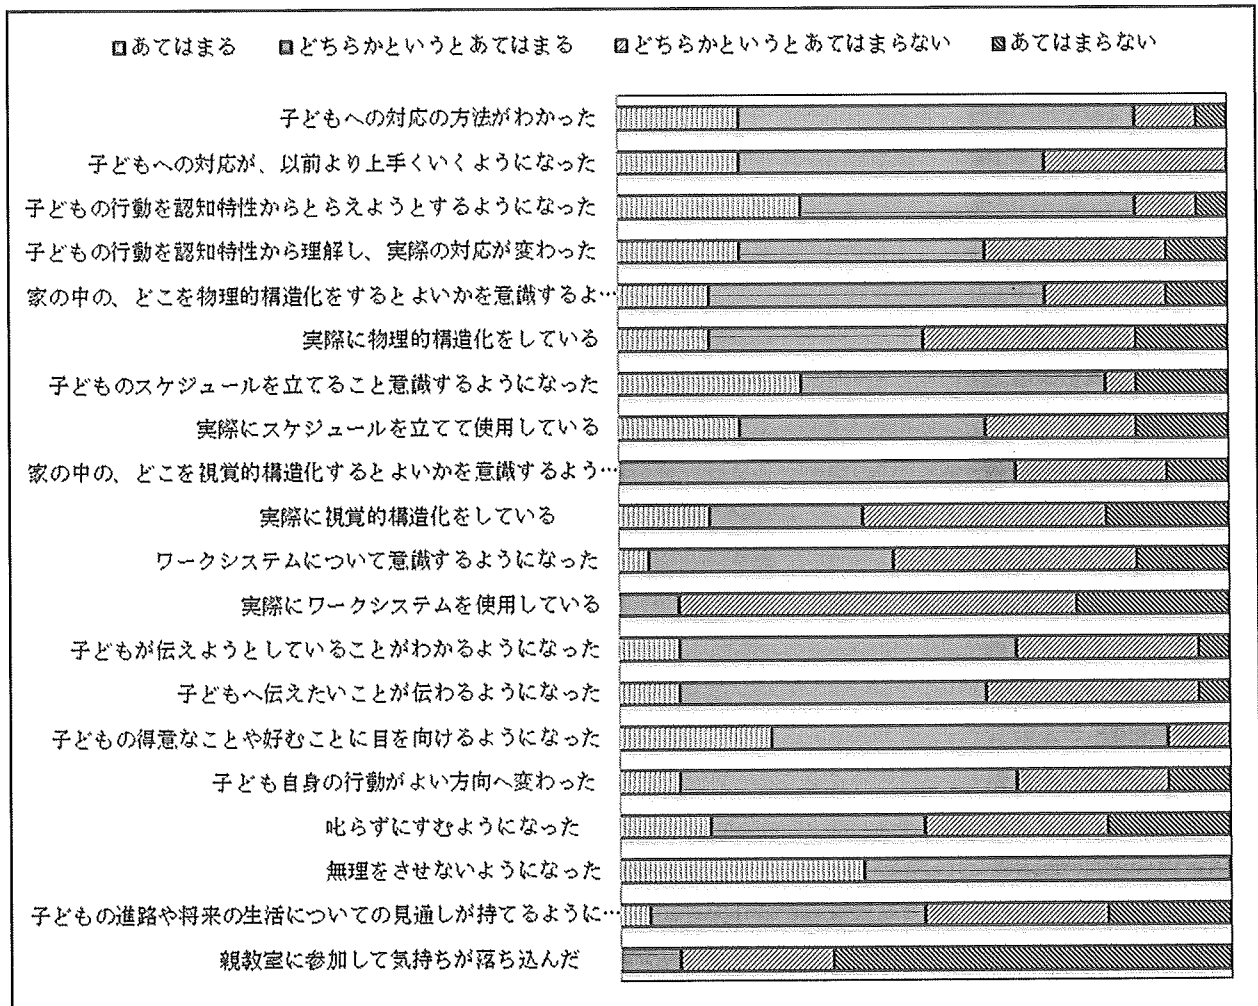 あてはまる どちらかというとあてはまる どちらかというとあてはまらない あてはまらない
子どもへの対応の方法がわかった
子どもへの対応が、以前より上手くいくようになった
子どもの行動を認知特性からとらえようとするようになった
子どもの行動を認知特性から理解し、実際の対応が変わった
家の中の、どこを物理的構造化をするとよいかを意識するよ…
実際に物理的構造化をしている
子どものスケジュールを立てること意識するようになった
実際にスケジュールを立てて使用している
家の中の、どこを視覚的構造化するとよいかを意識するよう…
実際に視覚的構造化をしている
ワークシステムについて意識するようになった
実際にワークシステムを使用している
子どもが伝えようとしていることがわかるようになった
子どもへ伝えたいことが伝わるようになった
子どもの得意なことや好むことに目を向けるようになった
子ども自身の行動がよい方向へ変わった
叱らずにすむようになった
無理をさせないようになった
子どもの進路や将来の生活についての見通しが持てるように…
親教室に参加して気持ちが落ち込んだ